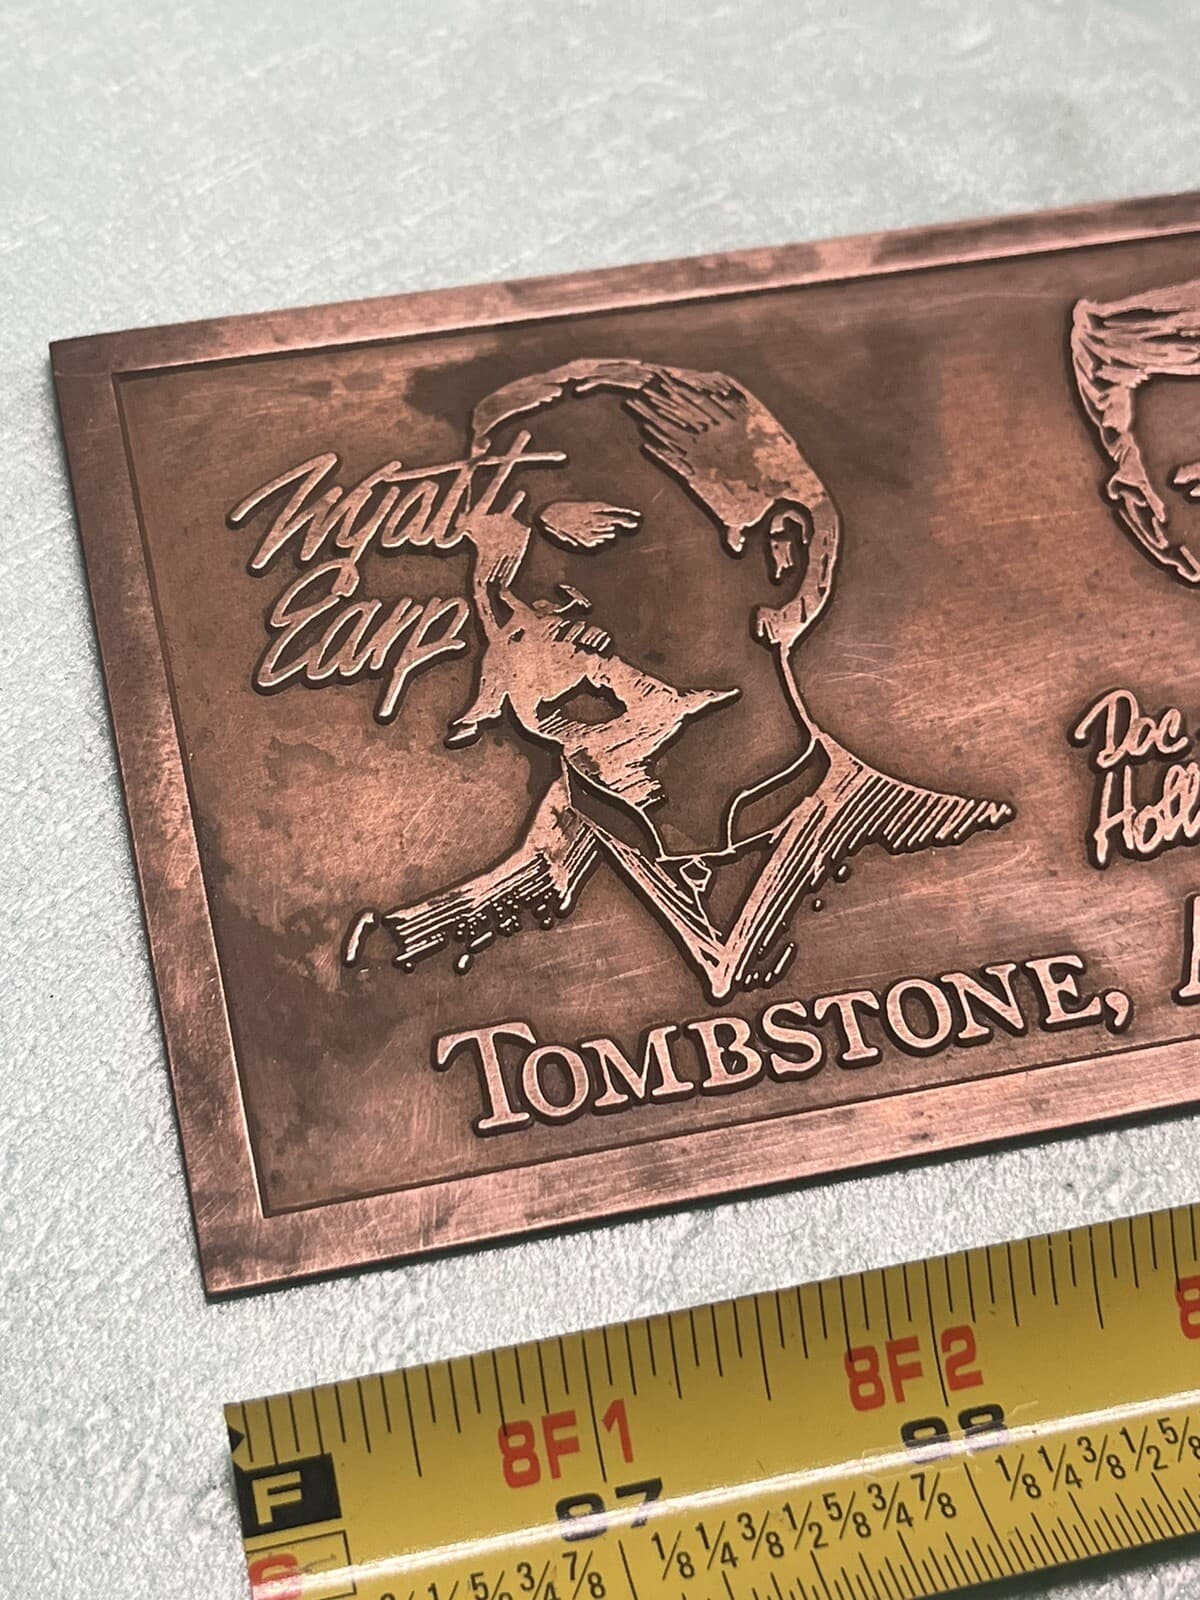 Wyatt
Earp
Doc
TOMBSTONE,
8F1 8F2
97 98
F
1/8 1/4 3/8 1/2 5/8 3/4 7/8 1/8 1/4 3/8 1/2 5/8